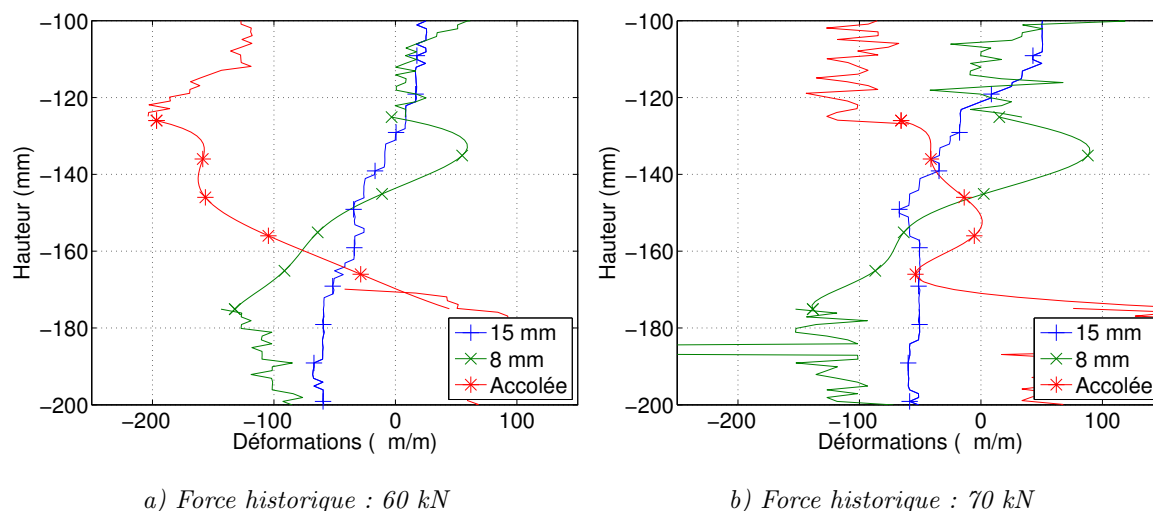 −100
−120
−140
−160
−180
−200
−200
−100
0
100
Hauteur (mm)
Déformations ( m/m)
15 mm
8 mm
Accolée
a) Force historique : 60 kN
−100
−120
−140
−160
−180
−200
−200
−100
0
100
Hauteur (mm)
Déformations ( m/m)
15 mm
8 mm
Accolée
b) Force historique : 70 kN